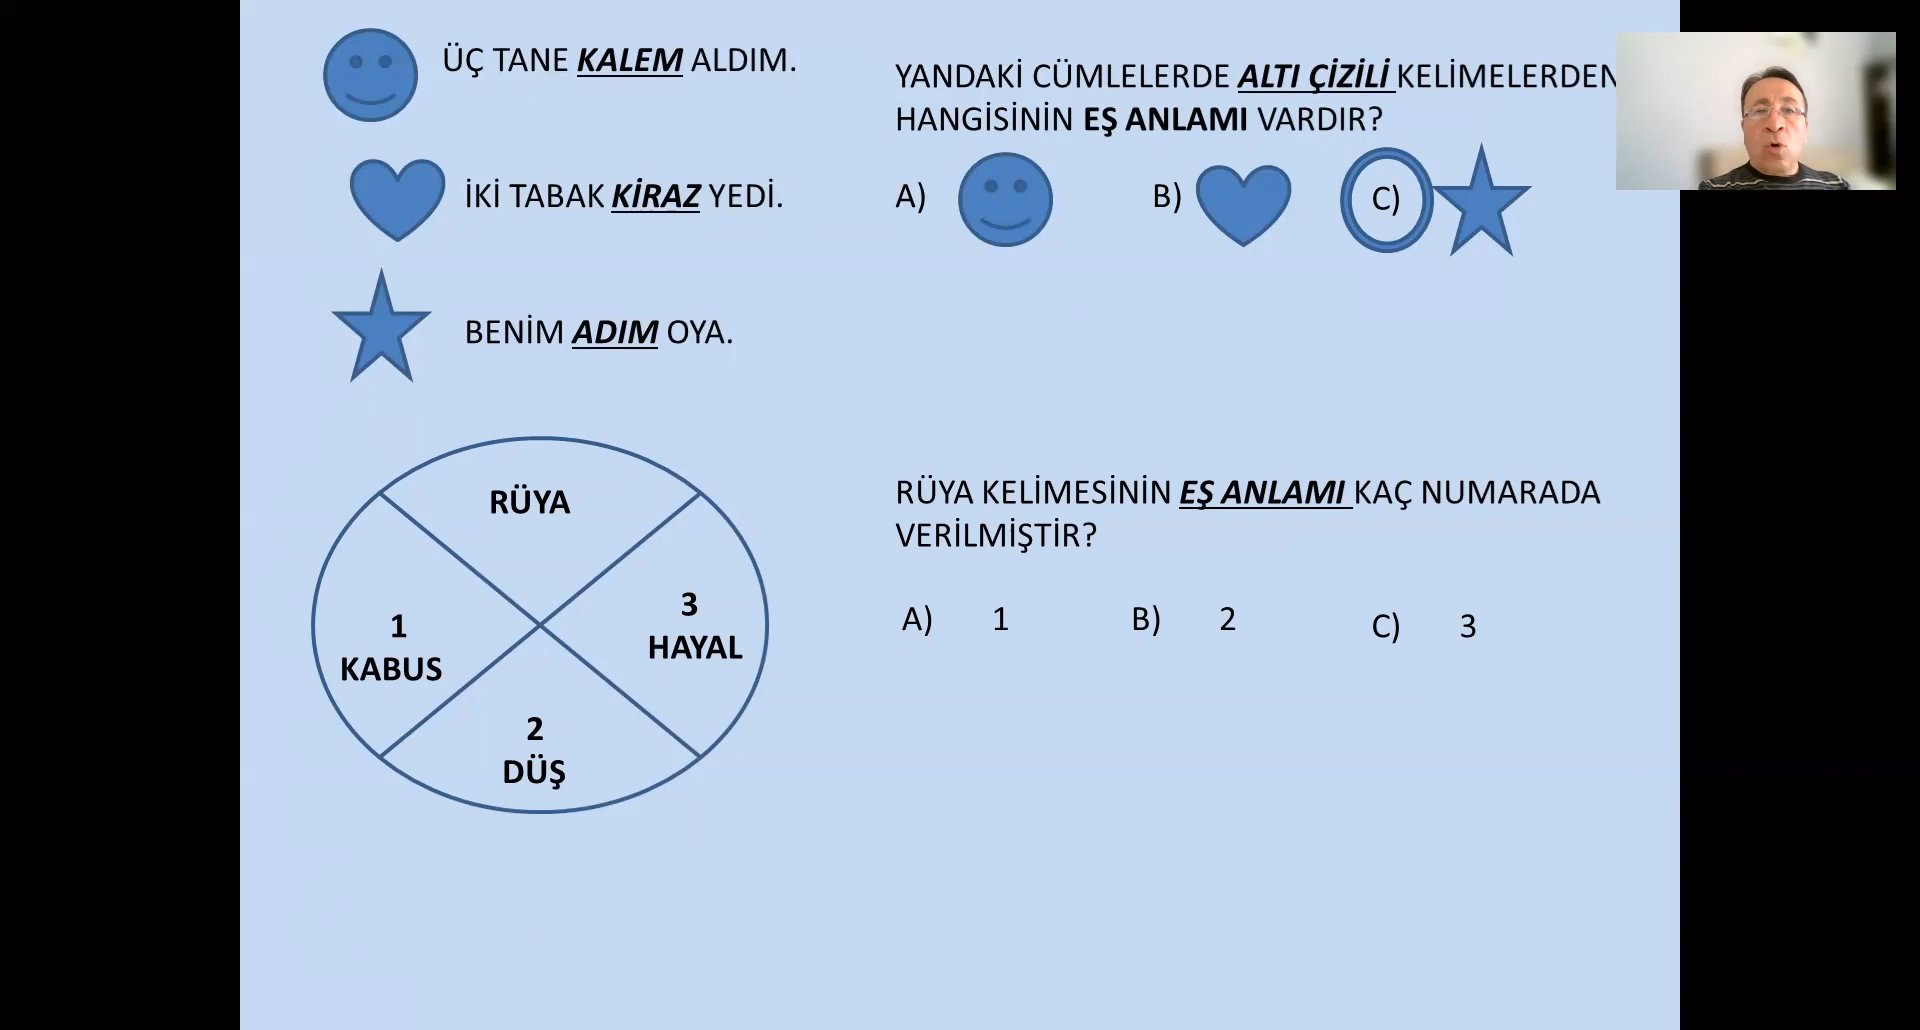 ÜÇ TANE KALEM ALDIM.
İKİ TABAK KİRAZ YEDİ.
BENİM ADIM OYA.
YANDAKİ CÜMLELERDE ALTI ÇİZİLİ KELİMELERDEN
HANGİSİNİN EŞ ANLAMI VARDIR?
A) B) C)
RÜYA
1
KABUS
2
DÜŞ
3
HAYAL
RÜYA KELİMESİNİN EŞ ANLAMI KAÇ NUMARADA
VERİLMİŞTİR?
A) 1 B) 2 C) 3